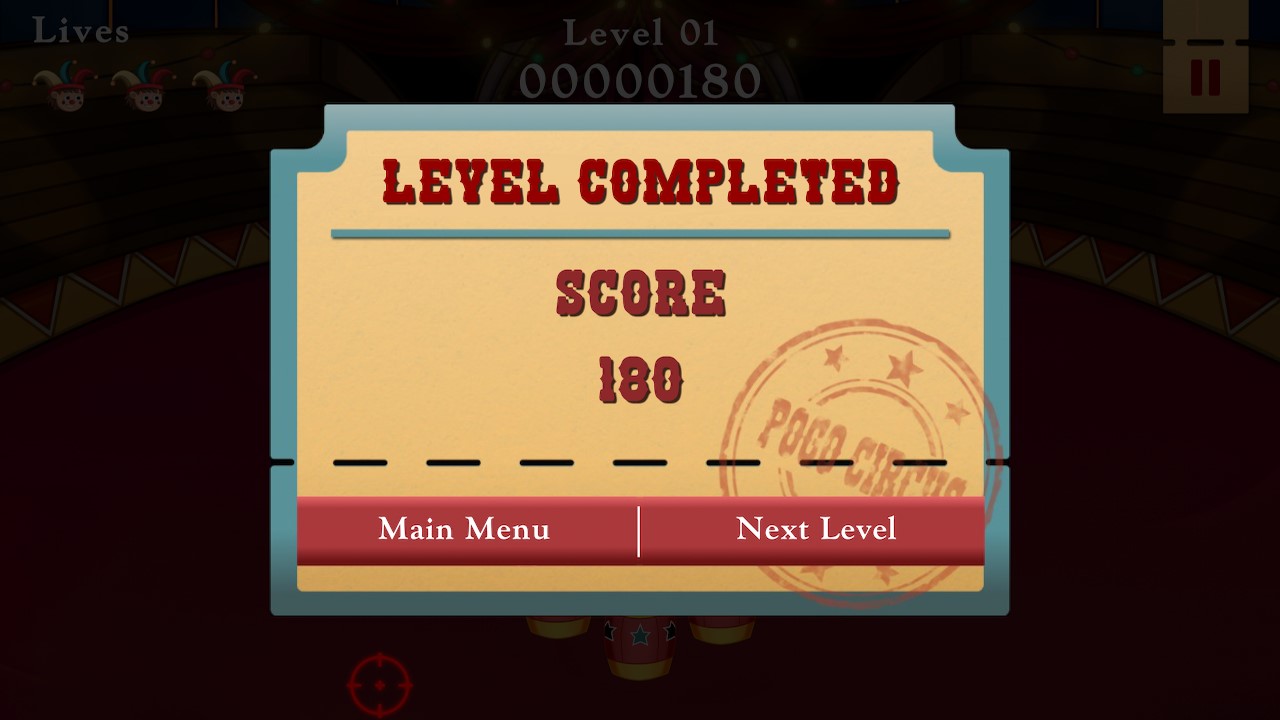 Lives
Level 01
00000180
LEVEL COMPLETED
SCORE
180
POGO CIRCUS
Main Menu
Next Level